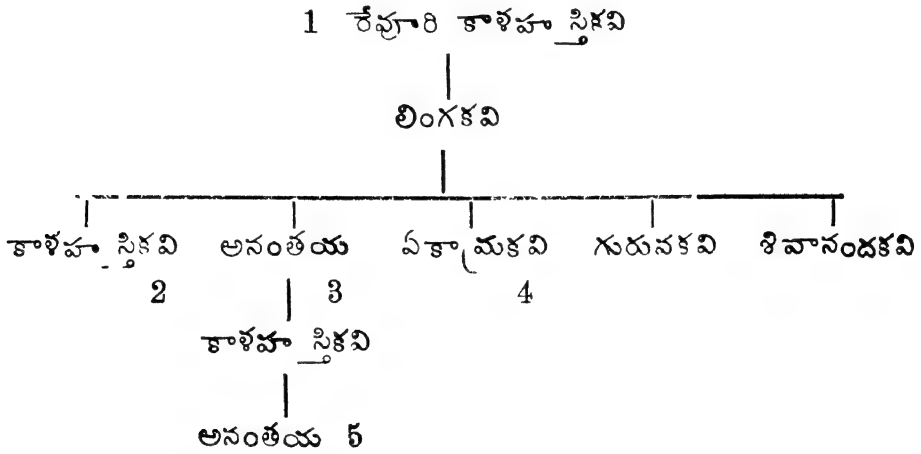 1 రేవూరి కాళహస్తికవి
లింగకవి
కాళహస్తికవి అనంతయ ఏకామ్రకవి గురునకవి శివానందకవి
2 3 4
కాళహస్తికవి
అనంతయ 5